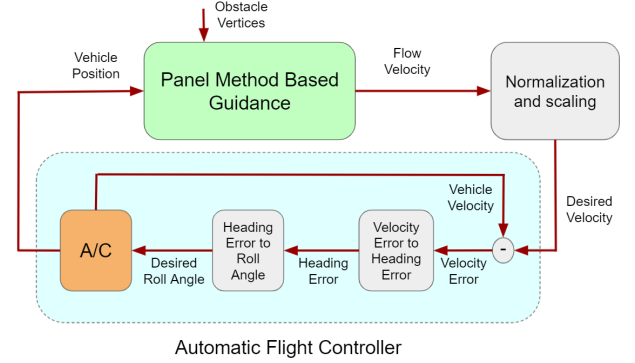 Obstacle
Vertices
Vehicle
Position
Panel Method Based
Guidance
Flow
Velocity
Normalization
and scaling
Vehicle
Velocity
Desired
Velocity
A/C
Desired
Roll Angle
Heading
Error to
Roll
Angle
Heading
Error
Velocity
Error to
Heading
Error
Velocity
Error
-
Automatic Flight Controller